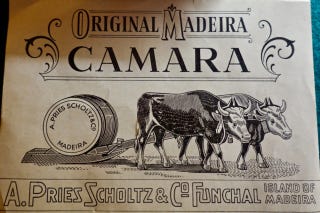 ORIGINAL MADEIRA
CAMARA
A. PRIES SCHOLTZ & Co
MADEIRA
A. PRIES SCHOLTZ & Co. FUNCHAL ISLAND OF MADEIRA